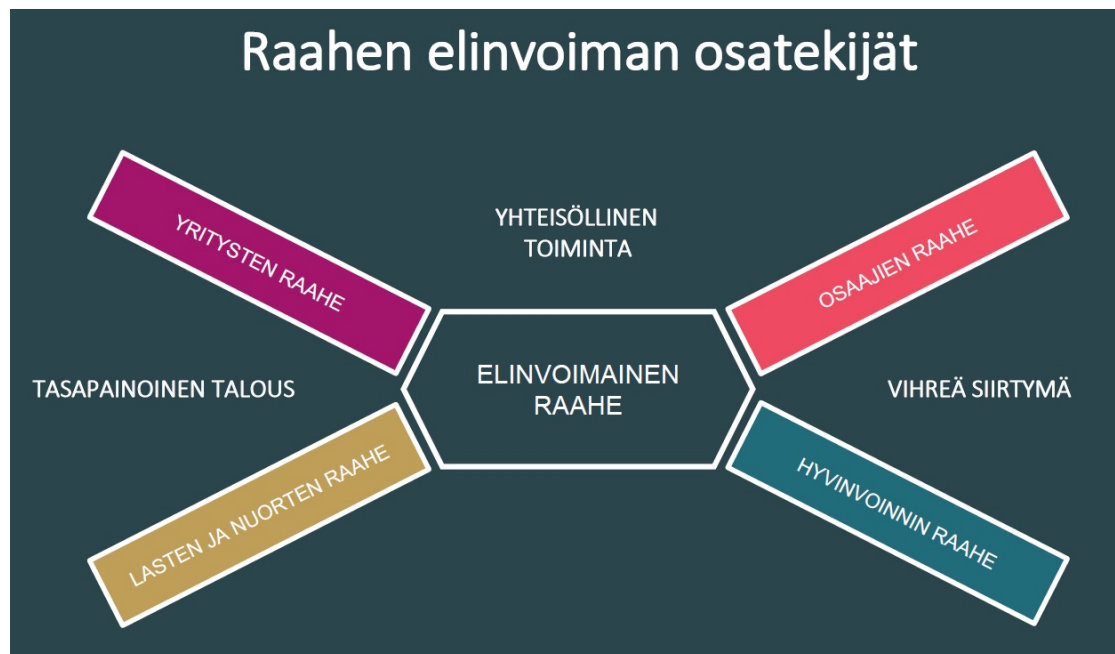 Raahen elinvoiman osatekijät
YRITYSTEN RAAHE
YHTEISÖLLINEN
TOIMINTA
OSAAJIEN RAAHE
TASAPAINOINEN TALOUS
ELINVOIMAINEN
RAAHE
VIHREÄ SIIRTYMÄ
LASTEN JA NUORTEN RAAHE
HYVINVOINNIN RAAHE